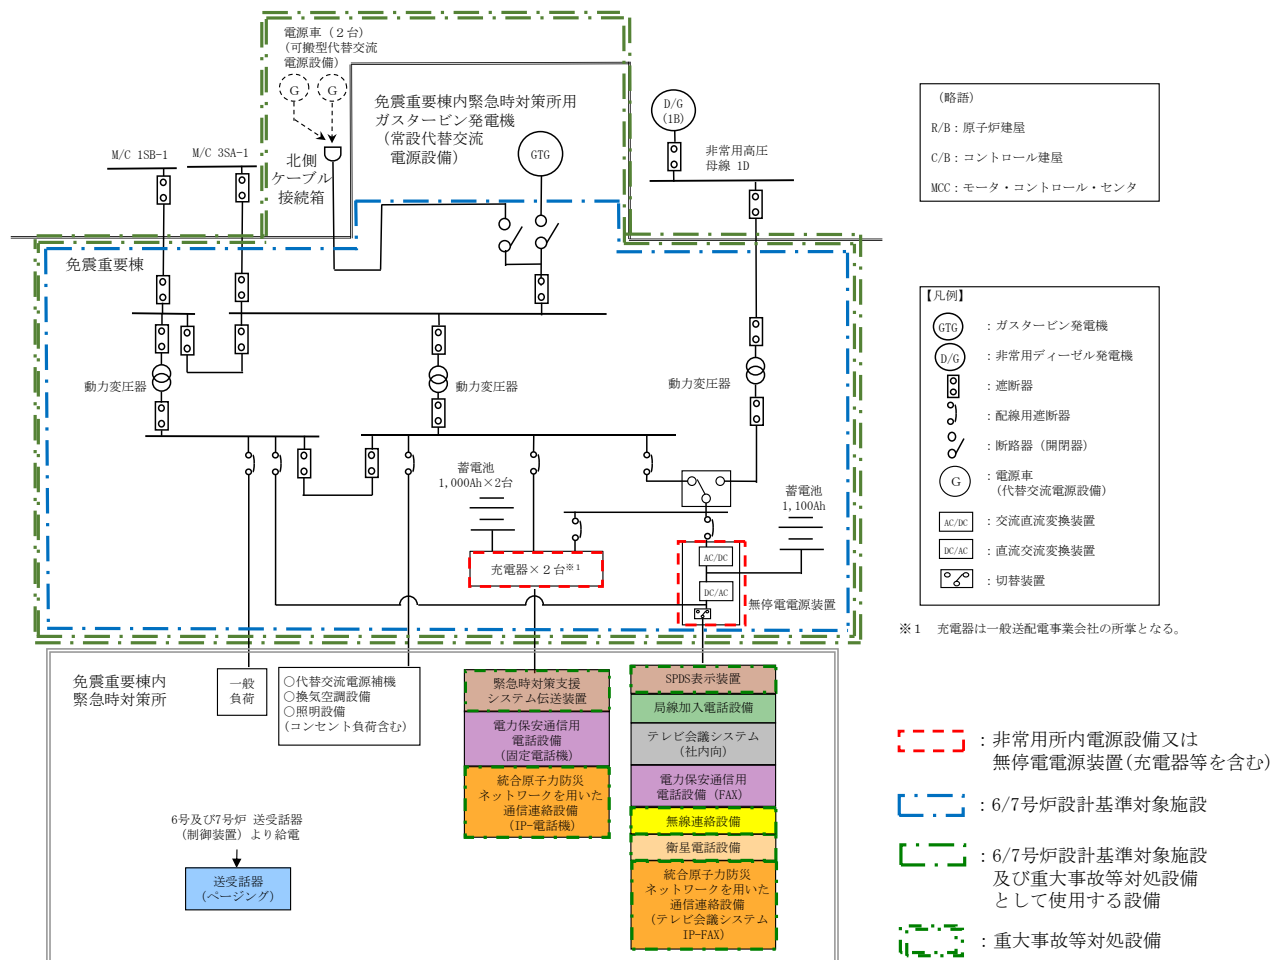 電源車（２台）
(可搬型代替交流
電源設備)
G
G
免震重要棟内緊急時対策所用
ガスタービン発電機
（常設代替交流
電源設備）
GTG
D/G
(1B)
非常用高圧
母線 1D
M/C 1SB-1
M/C 3SA-1
北側
ケーブル
接続箱
免震重要棟
動力変圧器
動力変圧器
動力変圧器
蓄電池
1,000Ah×2台
蓄電池
1,100Ah
充電器×２台※1
AC/DC
DC/AC
無停電電源装置
免震重要棟内
緊急時対策所
一般
負荷
○代替交流電源補機
○換気空調設備
○照明設備
(コンセント負荷含む)
緊急時対策支援
システム伝送装置
電力保安通信用
電話設備
(固定電話機)
統合原子力防災
ネットワークを用いた
通信連絡設備
(IP-電話機)
SPDS表示装置
局線加入電話設備
テレビ会議システム
(社内向)
電力保安通信用
電話設備（FAX）
無線連絡設備
衛星電話設備
統合原子力防災
ネットワークを用いた
通信連絡設備
(テレビ会議システム
IP-FAX)
6号及び7号炉 送受話器
(制御装置）より給電
送受話器
(ページング)
（略語）
R/B：原子炉建屋
C/B：コントロール建屋
MCC：モータ・コントロール・センタ
【凡例】
GTG ：ガスタービン発電機
D/G ：非常用ディーゼル発電機
：遮断器
：配線用遮断器
：断路器（開閉器）
G ：電源車
(代替交流電源設備)
AC/DC ：交流直流変換装置
DC/AC ：直流交流変換装置
：切替装置
※１　充電器は一般送配電事業会社の所掌となる。
：非常用所内電源設備又は
無停電電源装置(充電器等を含む)
：6/7号炉設計基準対象施設
：6/7号炉設計基準対象施設
及び重大事故等対処設備
として使用する設備
：重大事故等対処設備